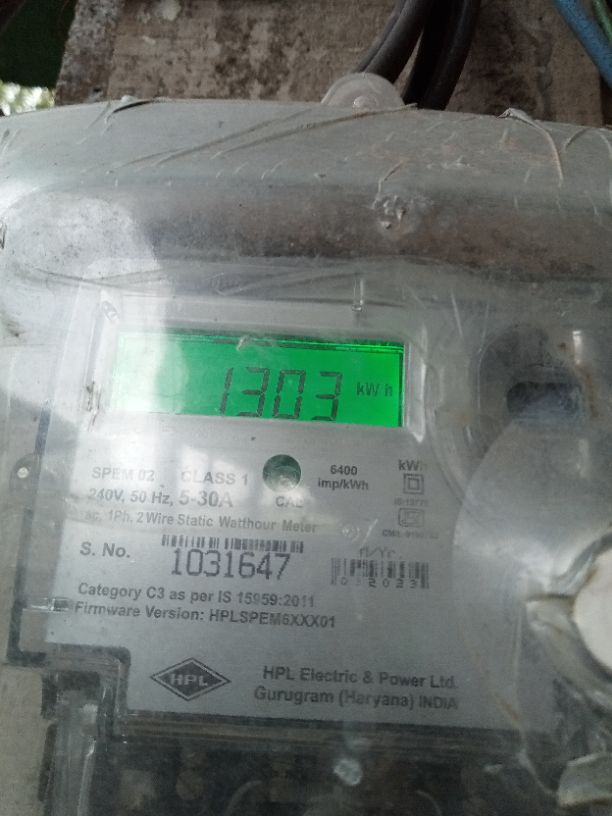 1303 kWh
SPEM 02 CLASS 1
6400 imp/kWh
kWh
240V, 50 Hz, 5-30A
CAL
ac, 1Ph. 2 Wire Static Watthour Meter
S. No. 1031647
Category C3 as per IS 15959:2011
Firmware Version: HPLSPEM6XXX01
HPL
HPL Electric & Power Ltd.
Gurugram (Haryana) INDIA